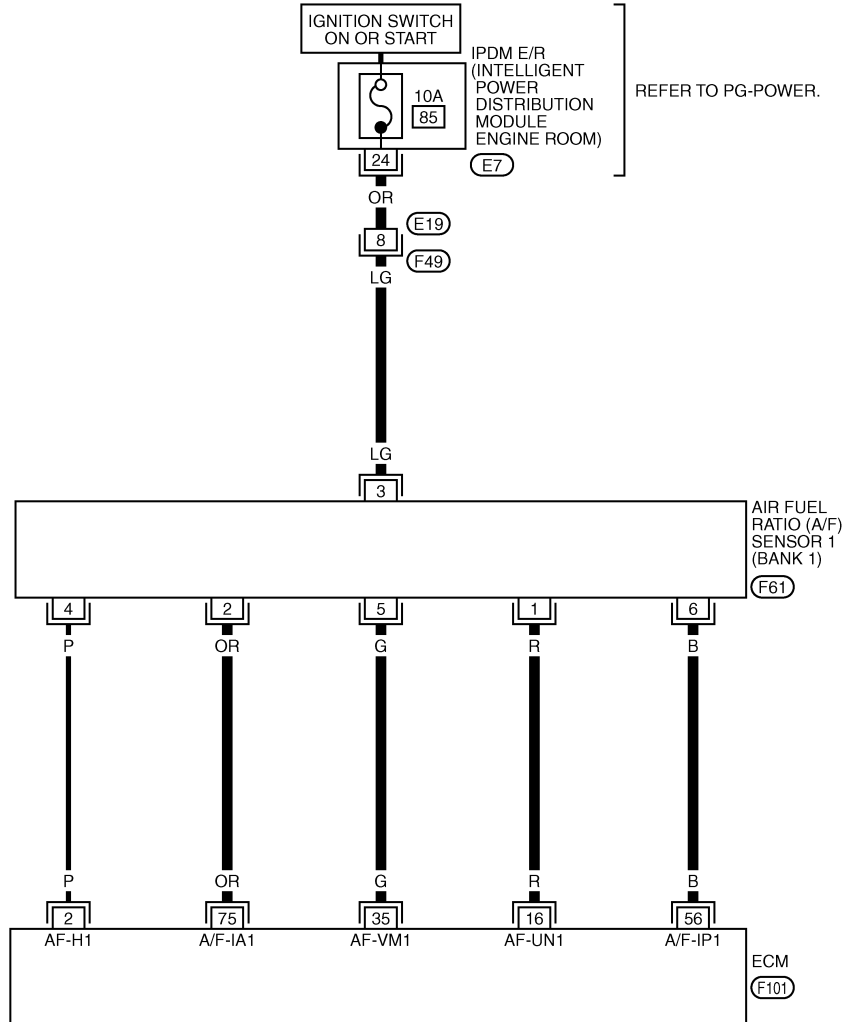 IGNITION SWITCH
ON OR START
IPDM E/R
(INTELLIGENT
POWER
DISTRIBUTION
MODULE
ENGINE ROOM)
REFER TO PG-POWER.
10A
85
24
E7
OR
E19
8
F49
LG
LG
3
AIR FUEL
RATIO (A/F)
SENSOR 1
(BANK 1)
F61
4 2 5 1 6
P OR G R B
P OR G R B
2 75 35 16 56
AF-H1 A/F-IA1 AF-VM1 AF-UN1 A/F-IP1
ECM
F101